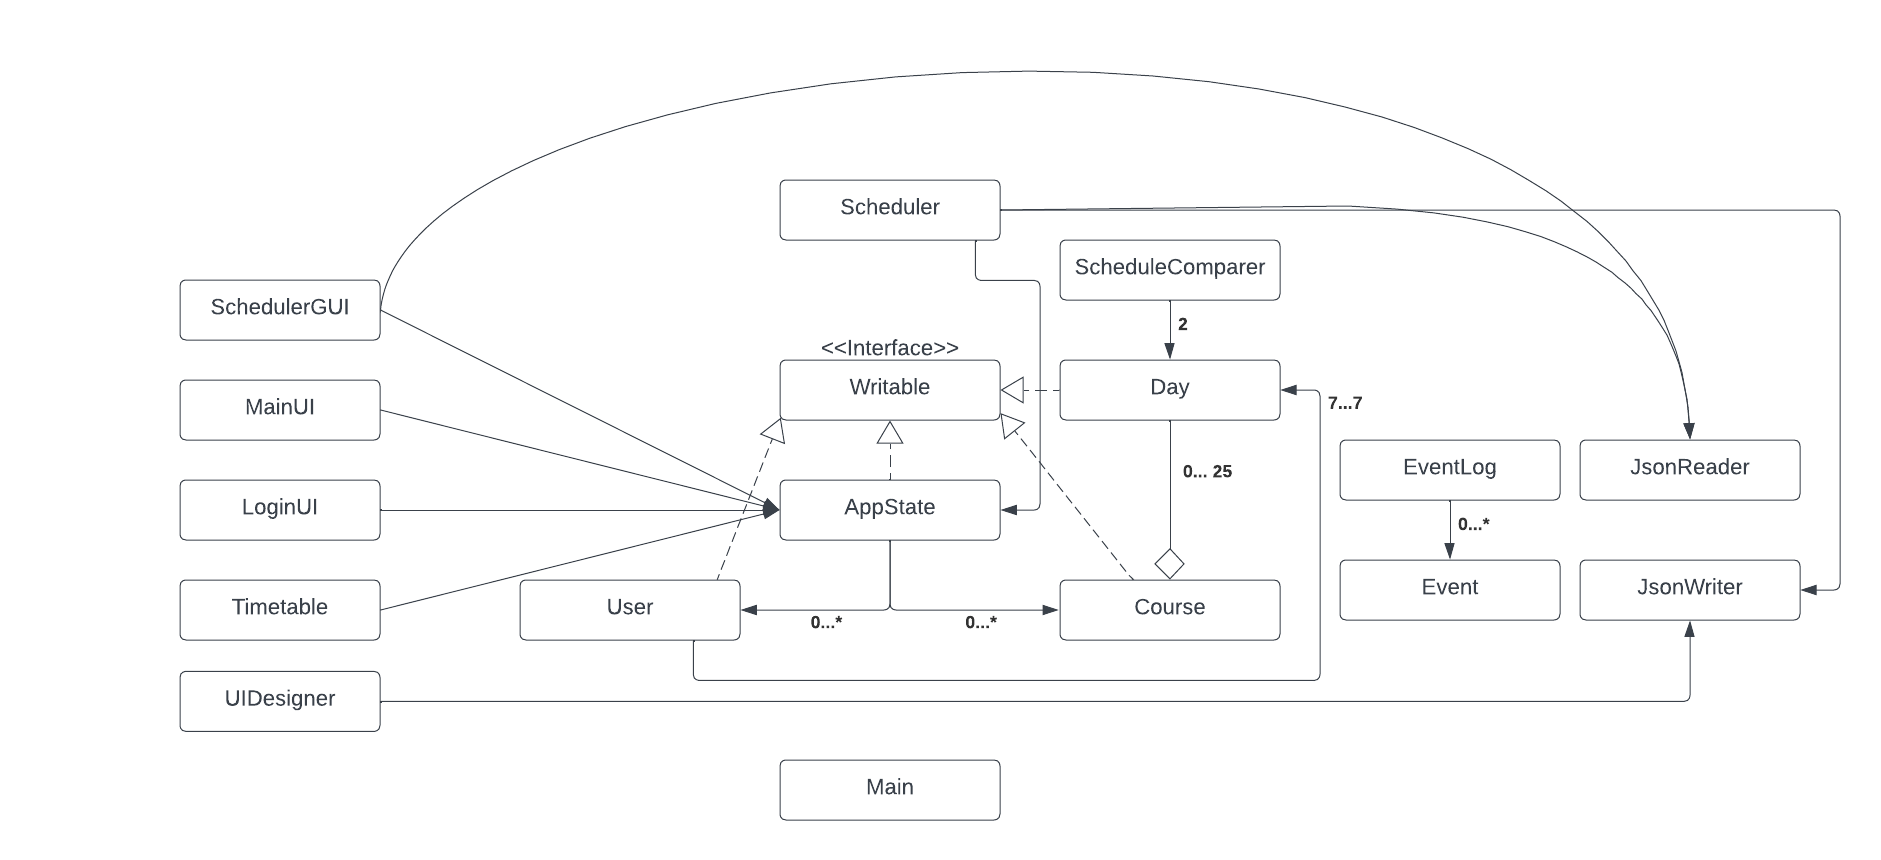 Scheduler
ScheduleComparer
SchedulerGUI
2
<<Interface>>
Writable
Day
7...7
MainUI
0... 25
EventLog
JsonReader
LoginUI
AppState
0...*
Timetable
User
0...*
0...*
Course
Event
JsonWriter
UIDesigner
Main